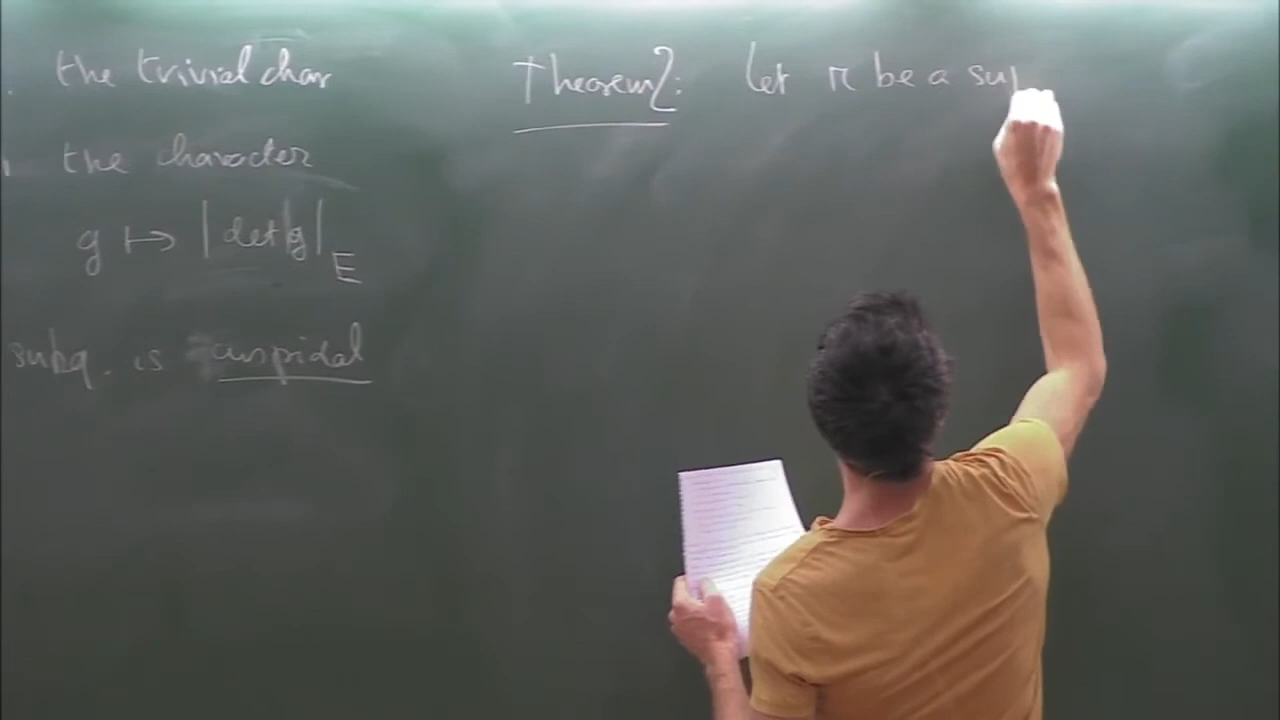 the trivial char
the character
g ↦ |det g|_E
subq. is cuspidal
Theorem 2: Let π be a sup